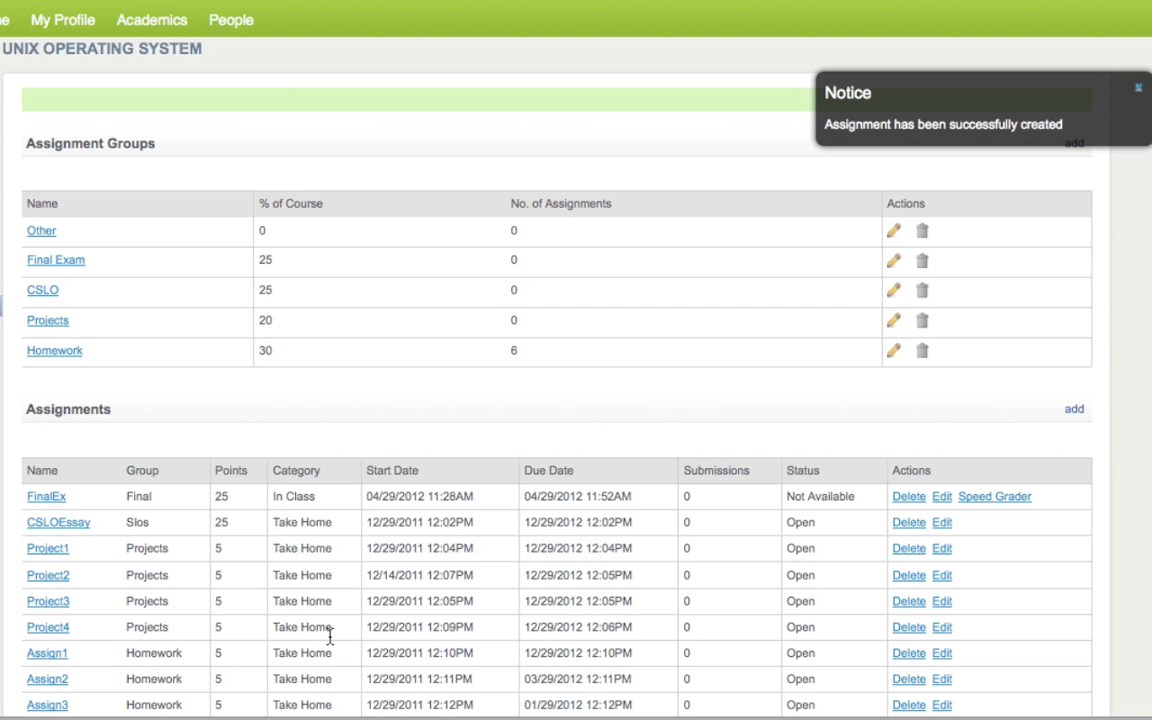 My Profile Academics People
UNIX OPERATING SYSTEM
Notice
Assignment has been successfully created
Assignment Groups add
Name % of Course No. of Assignments Actions
Other 0 0
Final Exam 25 0
CSLO 25 0
Projects 20 0
Homework 30 6
Assignments add
Name Group Points Category Start Date Due Date Submissions Status Actions
FinalEx Final 25 In Class 04/29/2012 11:28AM 04/29/2012 11:52AM 0 Not Available Delete Edit Speed Grader
CSLOEssay Slos 25 Take Home 12/29/2011 12:02PM 12/29/2012 12:02PM 0 Open Delete Edit
Project1 Projects 5 Take Home 12/29/2011 12:04PM 12/29/2012 12:04PM 0 Open Delete Edit
Project2 Projects 5 Take Home 12/14/2011 12:07PM 12/29/2012 12:05PM 0 Open Delete Edit
Project3 Projects 5 Take Home 12/29/2011 12:05PM 12/29/2012 12:05PM 0 Open Delete Edit
Project4 Projects 5 Take Home 12/29/2011 12:09PM 12/29/2012 12:06PM 0 Open Delete Edit
Assign1 Homework 5 Take Home 12/29/2011 12:10PM 12/29/2012 12:10PM 0 Open Delete Edit
Assign2 Homework 5 Take Home 12/29/2011 12:11PM 03/29/2012 12:11PM 0 Open Delete Edit
Assign3 Homework 5 Take Home 12/29/2011 12:12PM 01/29/2012 12:12PM 0 Open Delete Edit